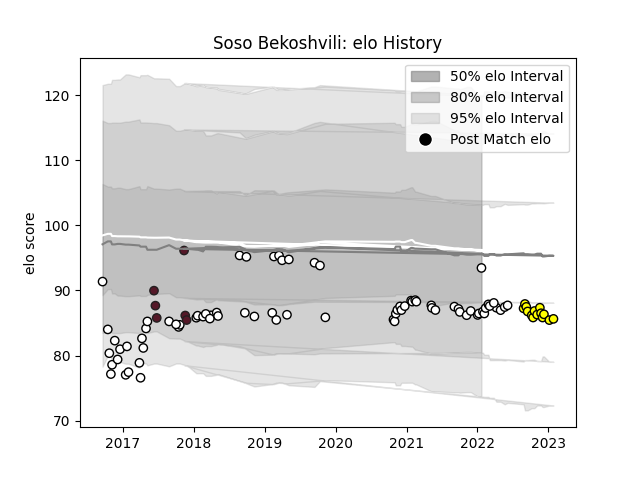 Soso Bekoshvili: elo History
50% elo Interval
80% elo Interval
95% elo Interval
Post Match elo
elo score
120
110
100
90
80
70
2017 2018 2019 2020 2021 2022 2023